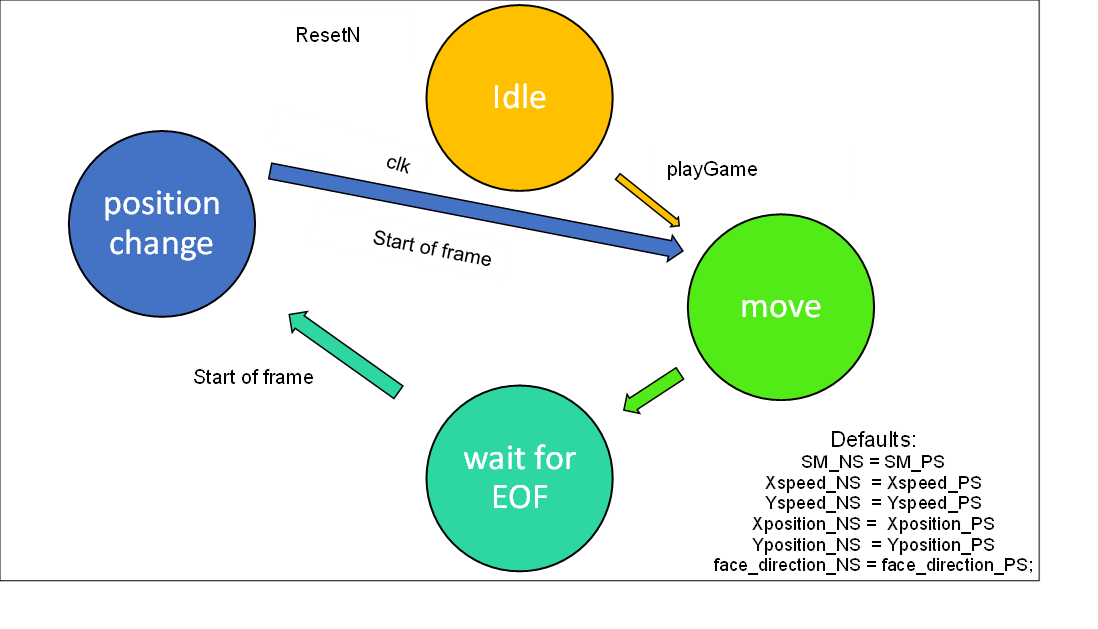 ResetN
Idle
clk
playGame
position
change
Start of frame
move
Start of frame
wait for
EOF
Defaults:
SM_NS = SM_PS
Xspeed_NS = Xspeed_PS
Yspeed_NS = Yspeed_PS
Xposition_NS = Xposition_PS
Yposition_NS = Yposition_PS
face_direction_NS = face_direction_PS;